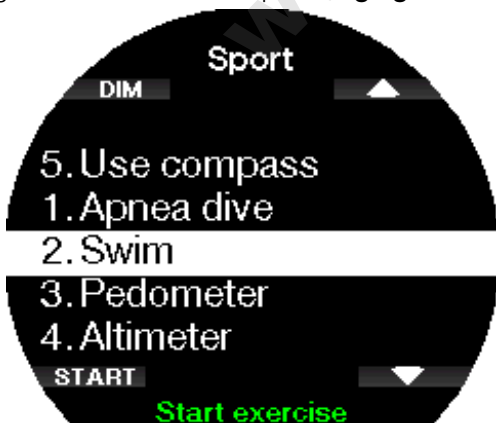 Sport
DIM
5. Use compass
1. Apnea dive
2. Swim
3. Pedometer
4. Altimeter
START
Start exercise